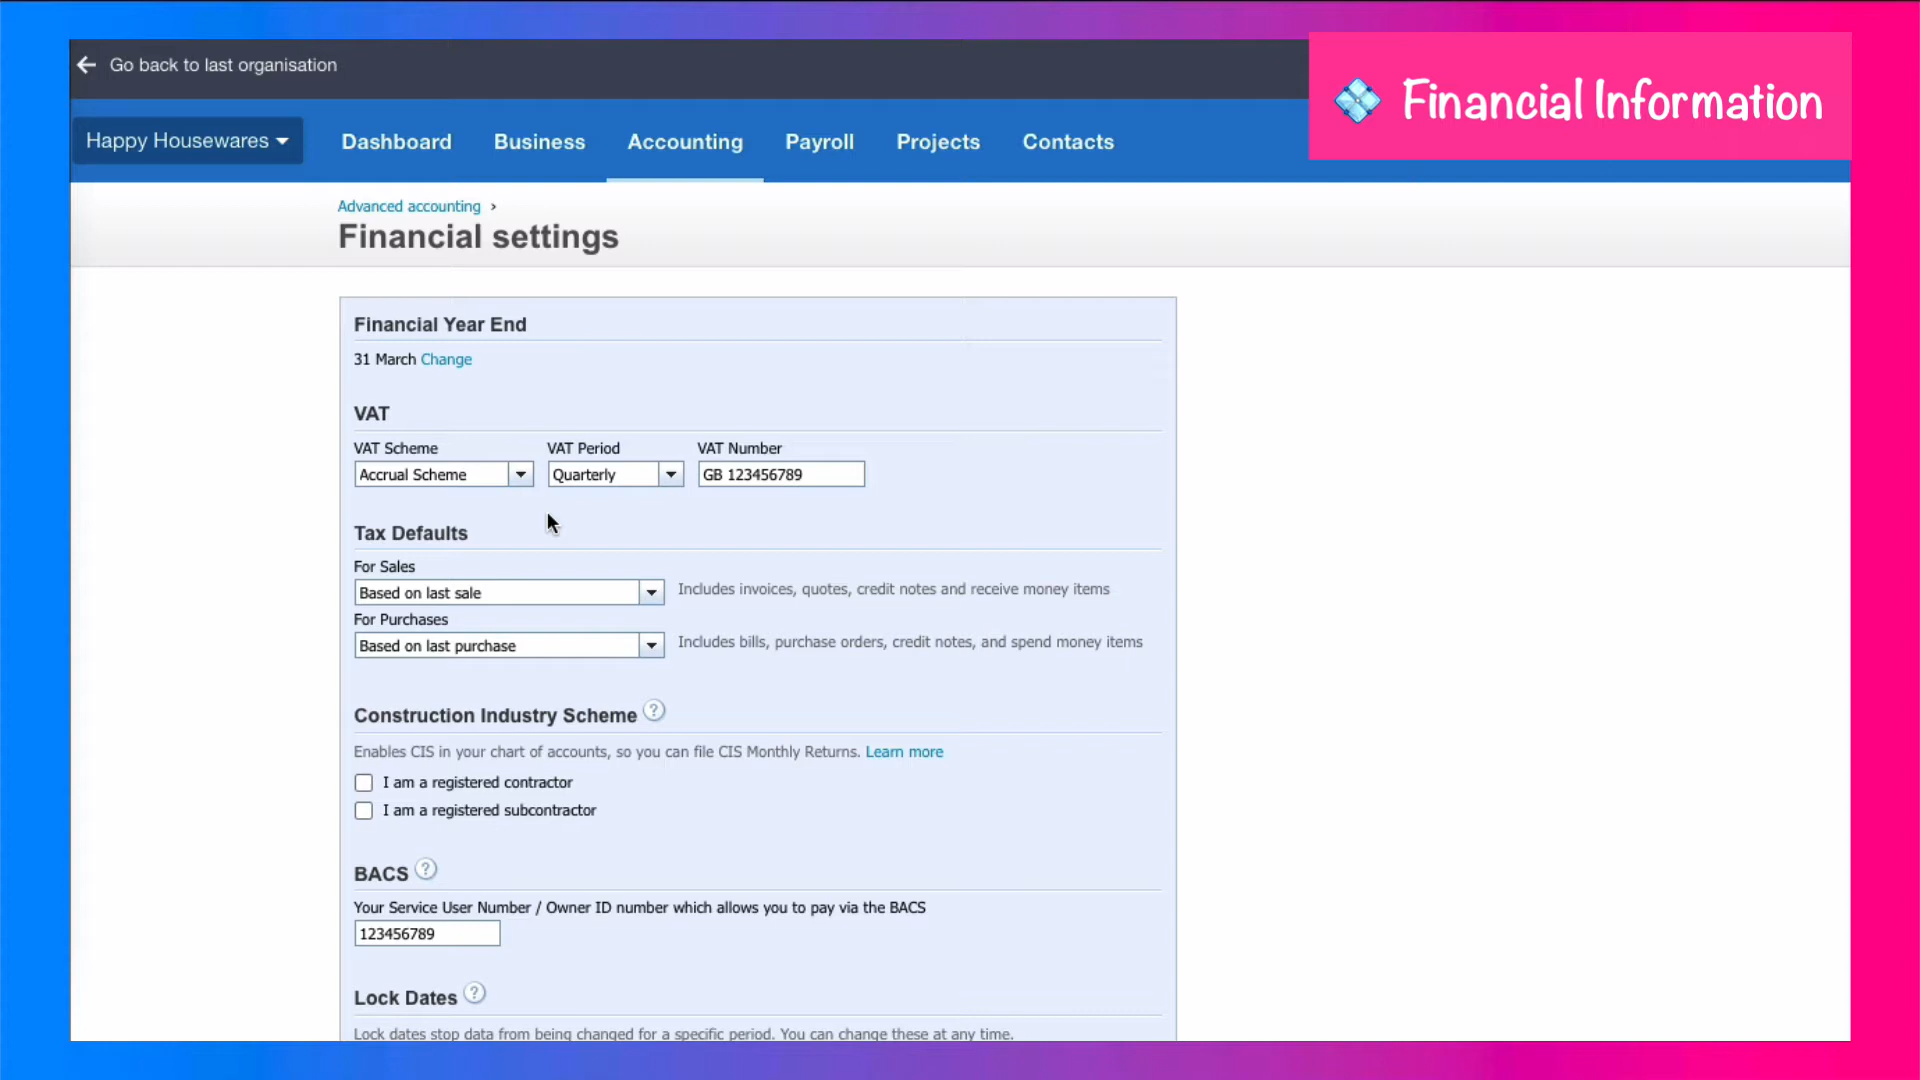 Go back to last organisation
Financial Information
Happy Housewares Dashboard Business Accounting Payroll Projects Contacts
Advanced accounting ›
Financial settings
Financial Year End
31 March Change
VAT
VAT Scheme VAT Period VAT Number
Accrual Scheme Quarterly GB 123456789
Tax Defaults
For Sales
Based on last sale Includes invoices, quotes, credit notes and receive money items
For Purchases
Based on last purchase Includes bills, purchase orders, credit notes, and spend money items
Construction Industry Scheme ?
Enables CIS in your chart of accounts, so you can file CIS Monthly Returns. Learn more
I am a registered contractor
I am a registered subcontractor
BACS ?
Your Service User Number / Owner ID number which allows you to pay via the BACS
123456789
Lock Dates ?
Lock dates stop data from being changed for a specific period. You can change these at any time.